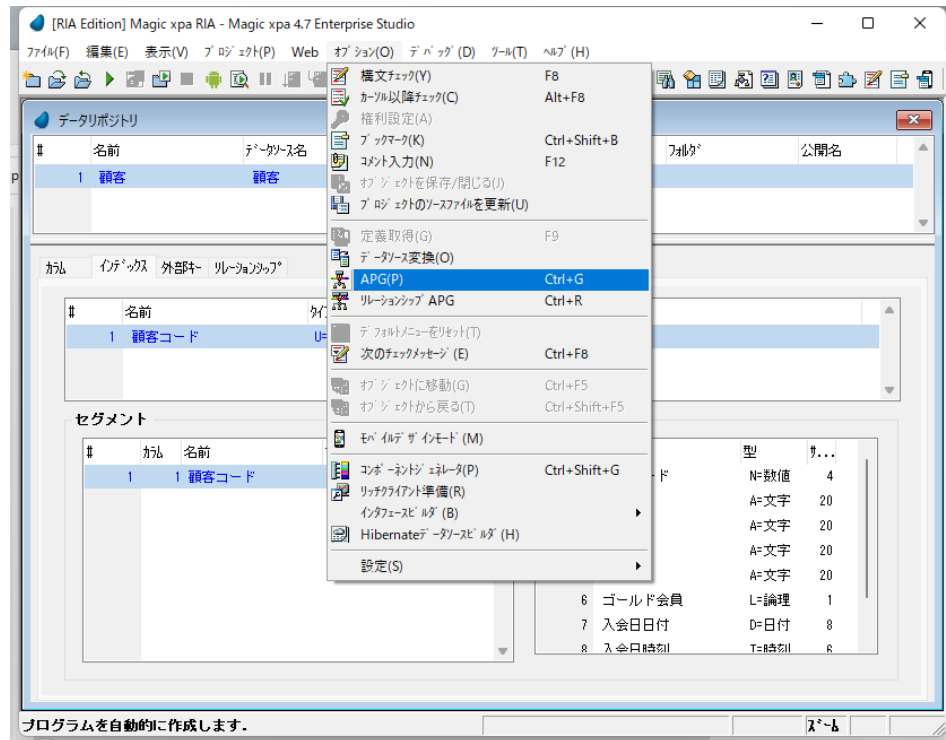 [RIA Edition] Magic xpa RIA - Magic xpa 4.7 Enterprise Studio
ﾌｧｲﾙ(F) 編集(E) 表示(V) ﾌﾟﾛｼﾞｪｸﾄ(P) Web ｵﾌﾟｼｮﾝ(O) ﾃﾞﾊﾞｯｸﾞ(D) ﾂｰﾙ(T) ﾍﾙﾌﾟ(H)
データリポジトリ
# 名前 ﾃﾞｰﾀｿｰｽ名 ﾌｫﾙﾀﾞ 公開名
1 顧客 顧客
ｶﾗﾑ ｲﾝﾃﾞｯｸｽ 外部ｷｰ ﾘﾚｰｼｮﾝｼｯﾌﾟ
# 名前
1 顧客コード U=
セグメント
# ｶﾗﾑ 名前
1 1 顧客コード
構文ﾁｪｯｸ(Y) F8
ｶｰｿﾙ以降ﾁｪｯｸ(C) Alt+F8
権利設定(A)
ﾌﾞｯｸﾏｰｸ(K) Ctrl+Shift+B
ｺﾒﾝﾄ入力(N) F12
ｵﾌﾞｼﾞｪｸﾄを保存/閉じる(J)
ﾌﾟﾛｼﾞｪｸﾄのｿｰｽﾌｧｲﾙを更新(U)
定義取得(G) F9
ﾃﾞｰﾀｿｰｽ変換(O)
APG(P) Ctrl+G
ﾘﾚｰｼｮﾝｼｯﾌﾟAPG Ctrl+R
ﾃﾞﾌｫﾙﾄﾒﾆｭｰをﾘｾｯﾄ(T)
次のﾁｪｯｸﾒｯｾｰｼﾞ(E) Ctrl+F8
ｵﾌﾞｼﾞｪｸﾄに移動(G) Ctrl+F5
ｵﾌﾞｼﾞｪｸﾄから戻る(T) Ctrl+Shift+F5
ﾓﾊﾞｲﾙﾃﾞｻﾞｲﾝﾓｰﾄﾞ(M)
ｺﾝﾎﾟｰﾈﾝﾄｼﾞｪﾈﾚｰﾀ(P) Ctrl+Shift+G
ﾘｯﾁｸﾗｲｱﾝﾄ準備(R)
ｲﾝﾀﾌｪｰｽﾋﾞﾙﾀﾞ(B)
Hibernateﾃﾞｰﾀｿｰｽﾋﾞﾙﾀﾞ(H)
設定(S)
型 ｻ...
ド N=数値 4
A=文字 20
A=文字 20
A=文字 20
A=文字 20
6 ゴールド会員 L=論理 1
7 入会日日付 D=日付 8
8 入会日時刻 T=時刻 6
プログラムを自動的に作成します.
ｽﾞｰﾑ